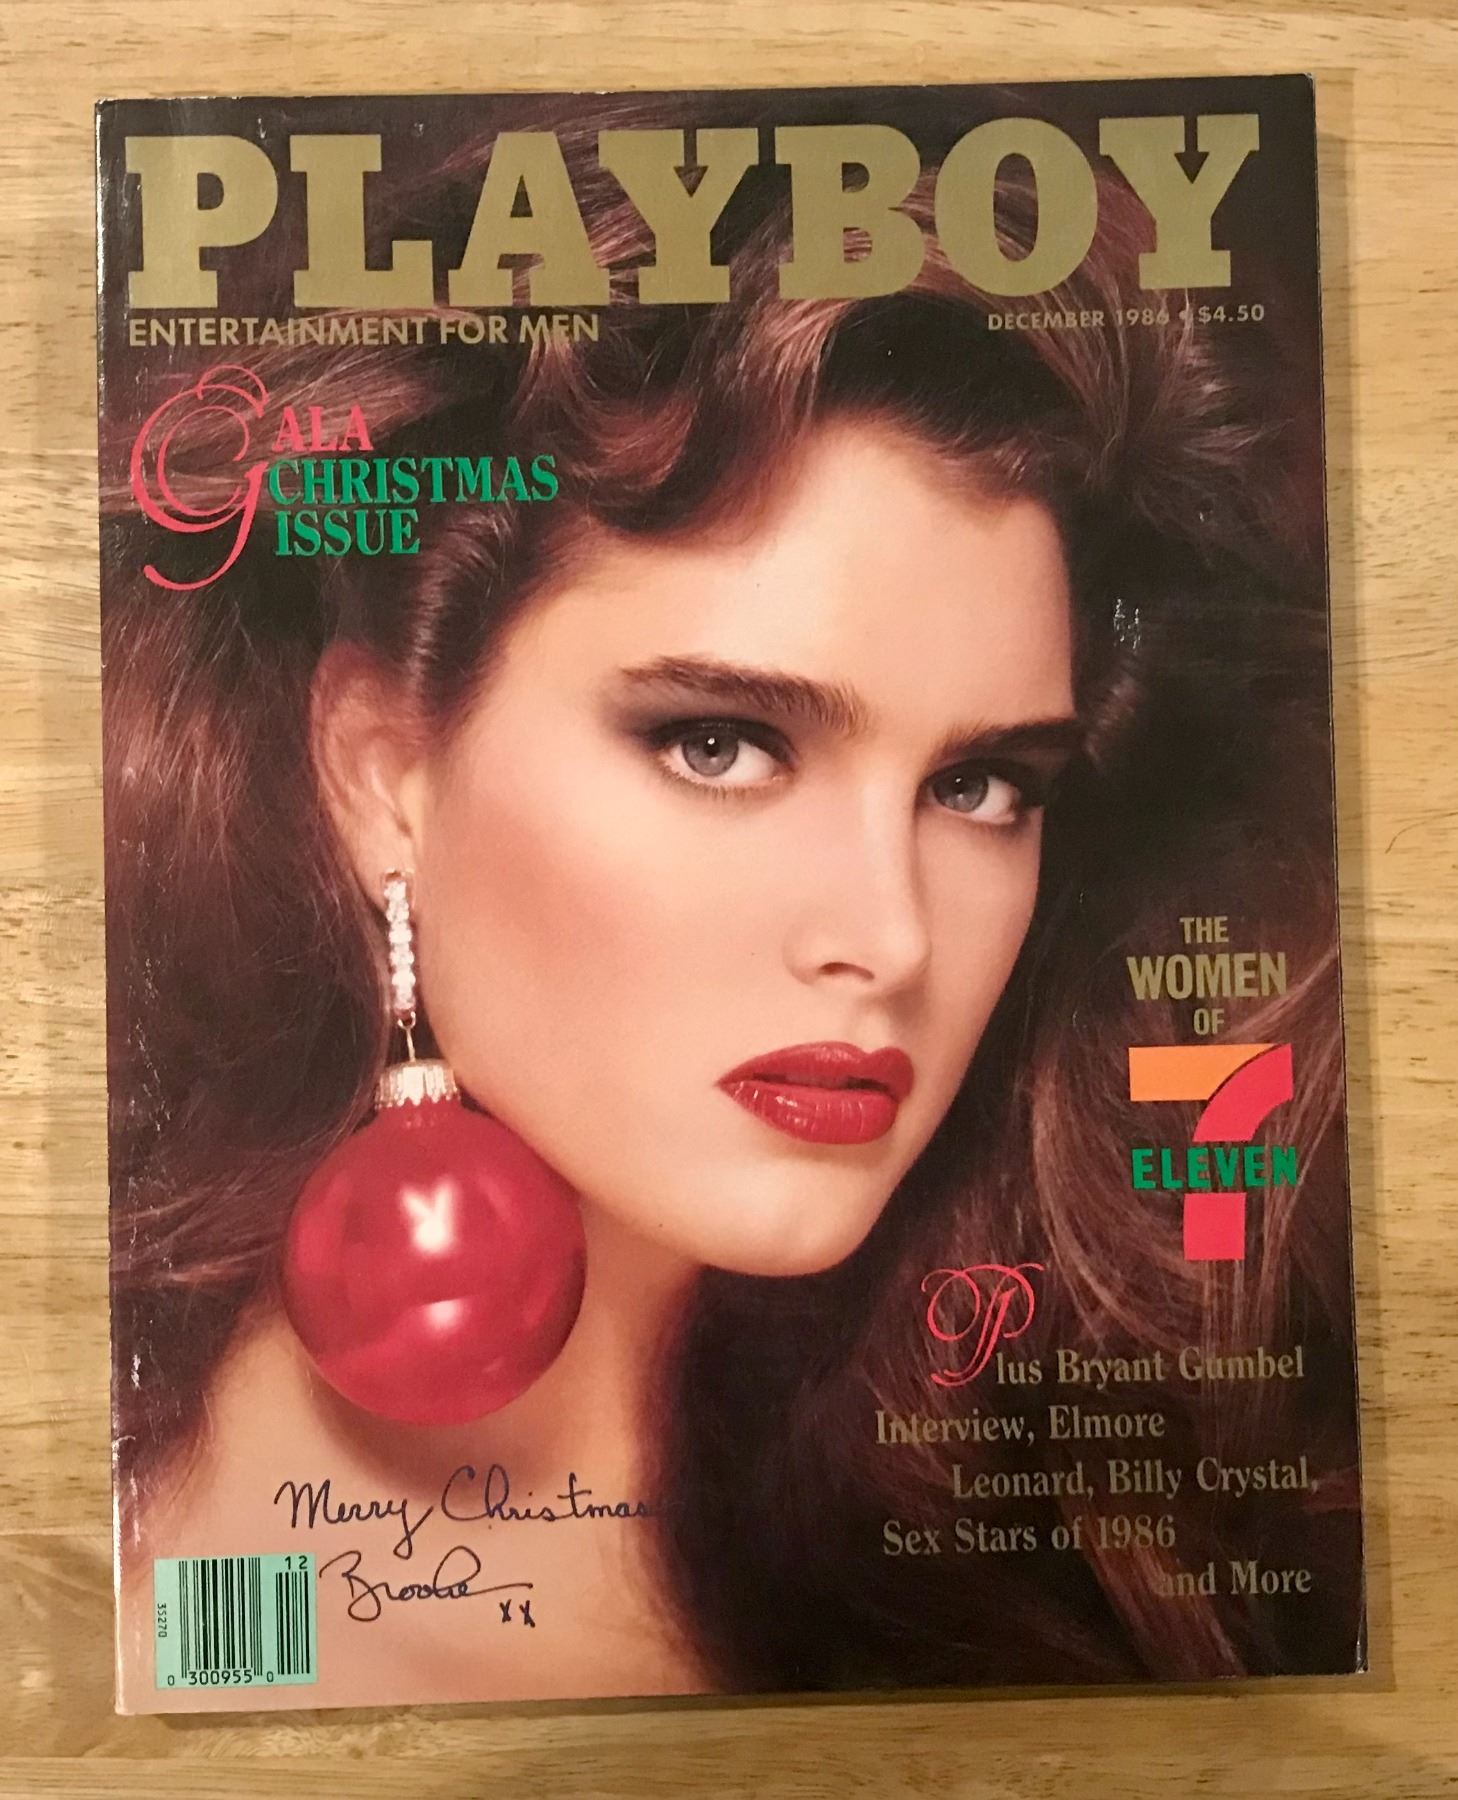 PLAYBOY
ENTERTAINMENT FOR MEN
DECEMBER 1986 • $4.50
GALA
CHRISTMAS
ISSUE
THE
WOMEN
OF
7
ELEVEN
Plus Bryant Gumbel
Interview, Elmore
Leonard, Billy Crystal,
Sex Stars of 1986
and More
Merry Christmas
Brooke
xx
12
35270
0 300955 0